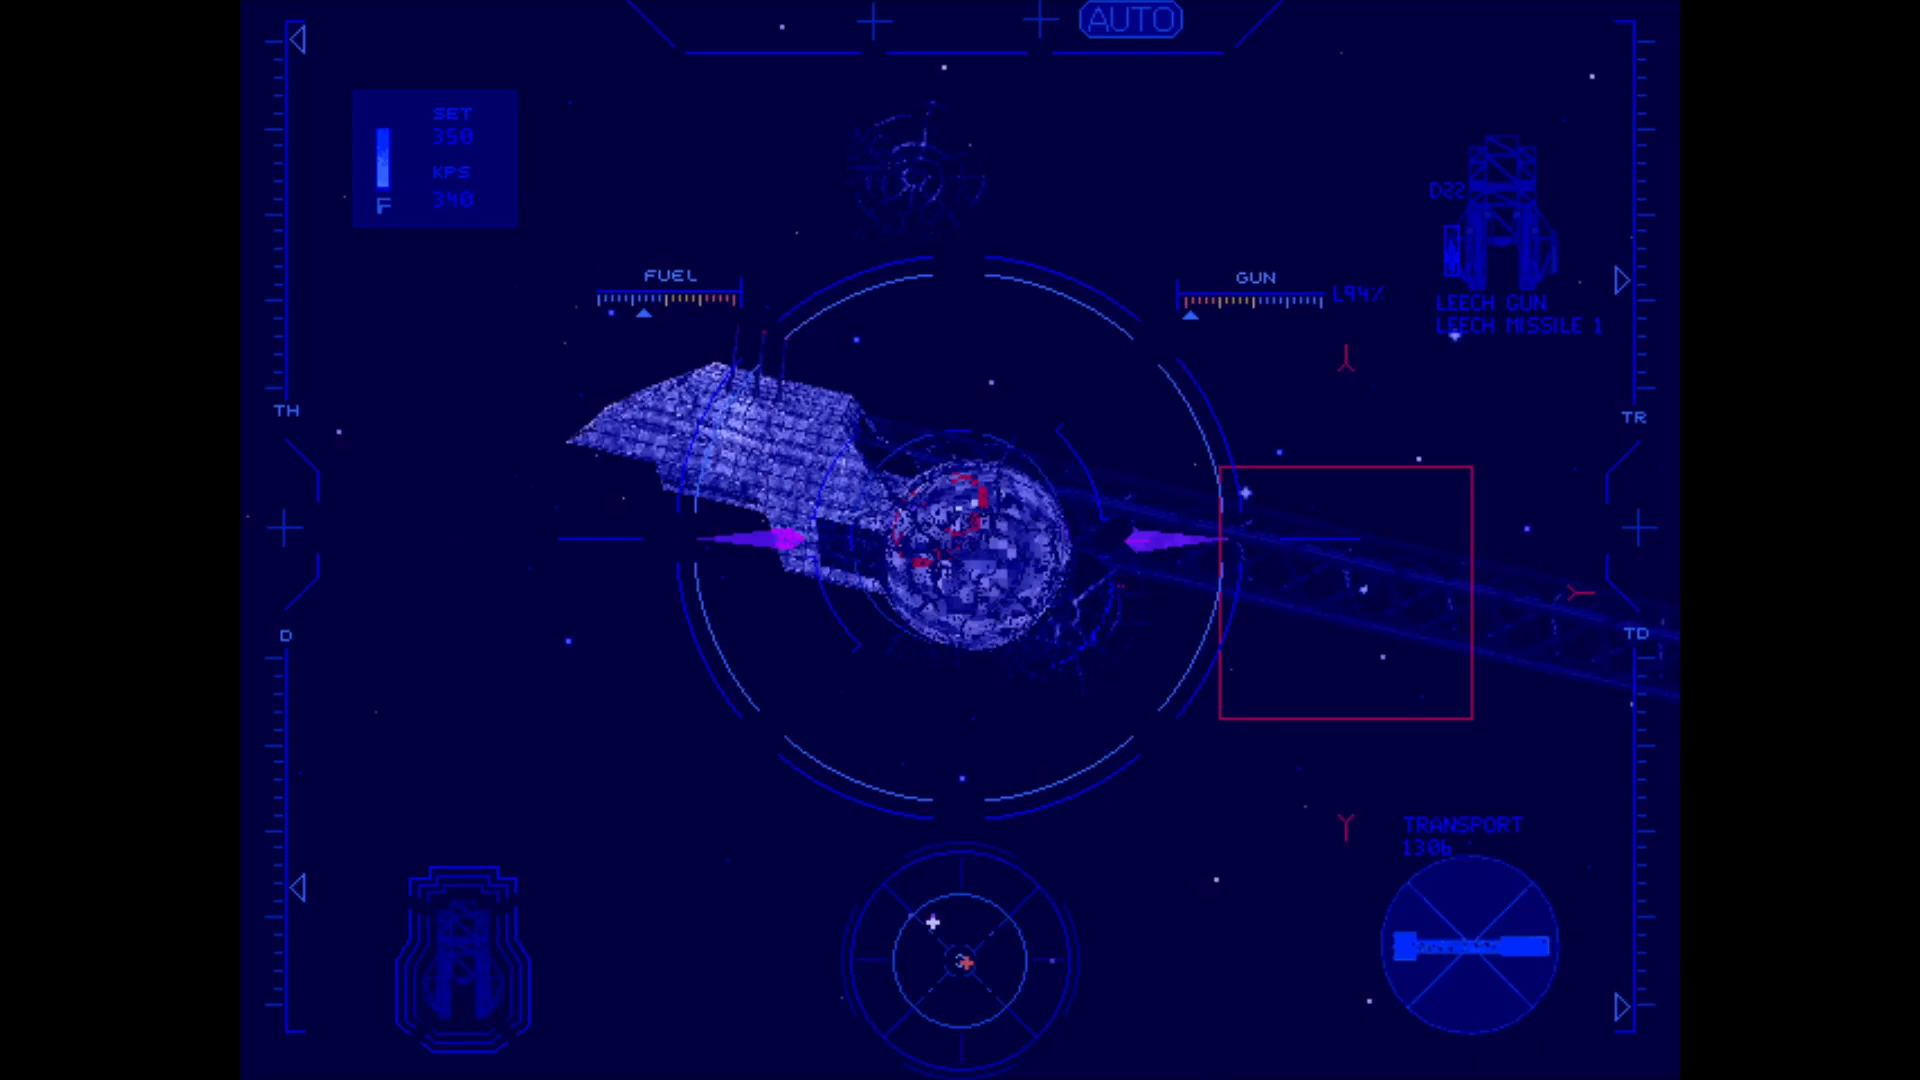 AUTO
SET
350
KPS
340
F
D22
FUEL
GUN
L94%
LEECH GUN
LEECH MISSILE 1
TH
TR
D
TD
TRANSPORT
1306